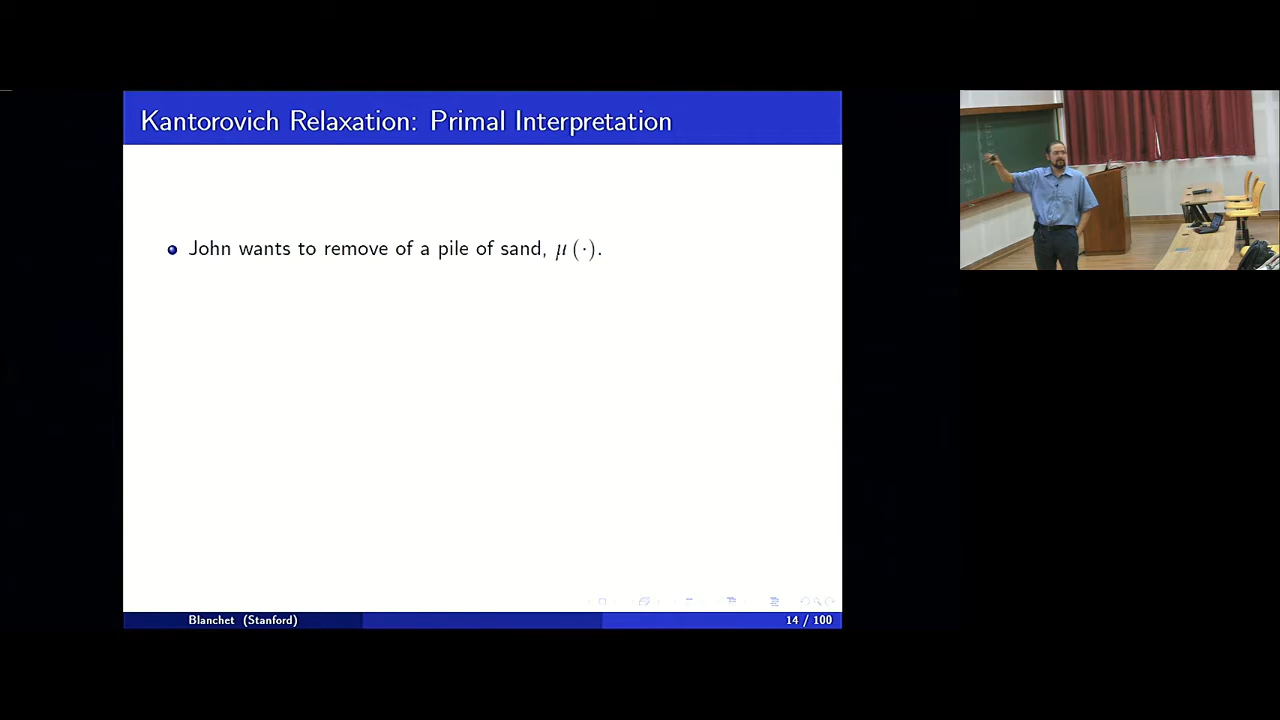 Kantorovich Relaxation: Primal Interpretation
John wants to remove of a pile of sand, μ (·).
Blanchet (Stanford)
14 / 100